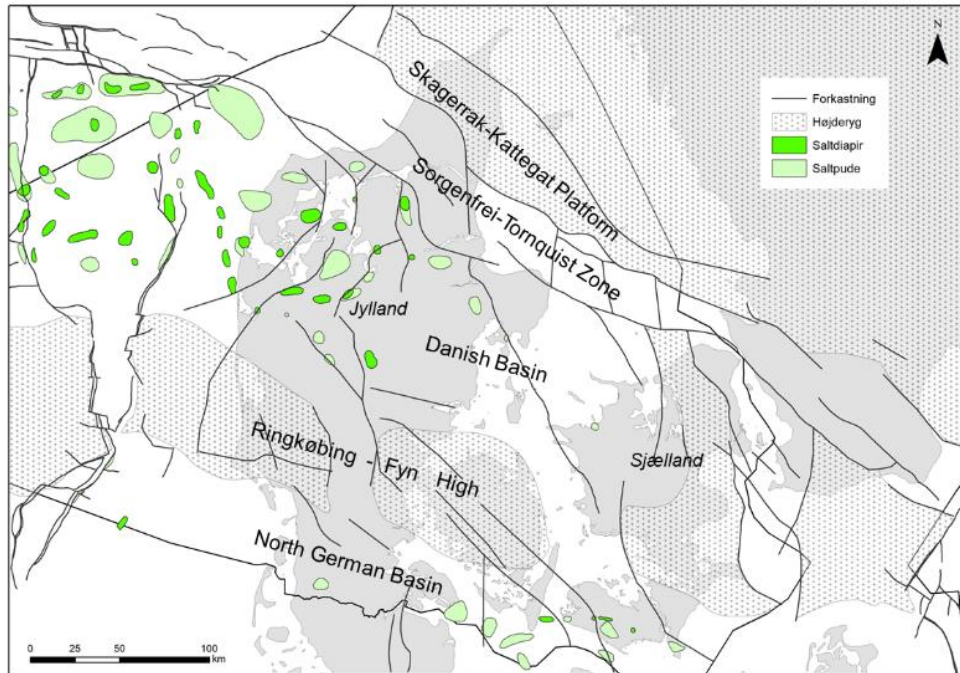 N
Forkastning
Højderyg
Saltdiapir
Saltpude
Skagerrak-Kattegat Platform
Sorgenfrei-Tornquist Zone
Jylland
Danish Basin
Ringkøbing - Fyn High
Sjælland
North German Basin
0 25 50 100
km